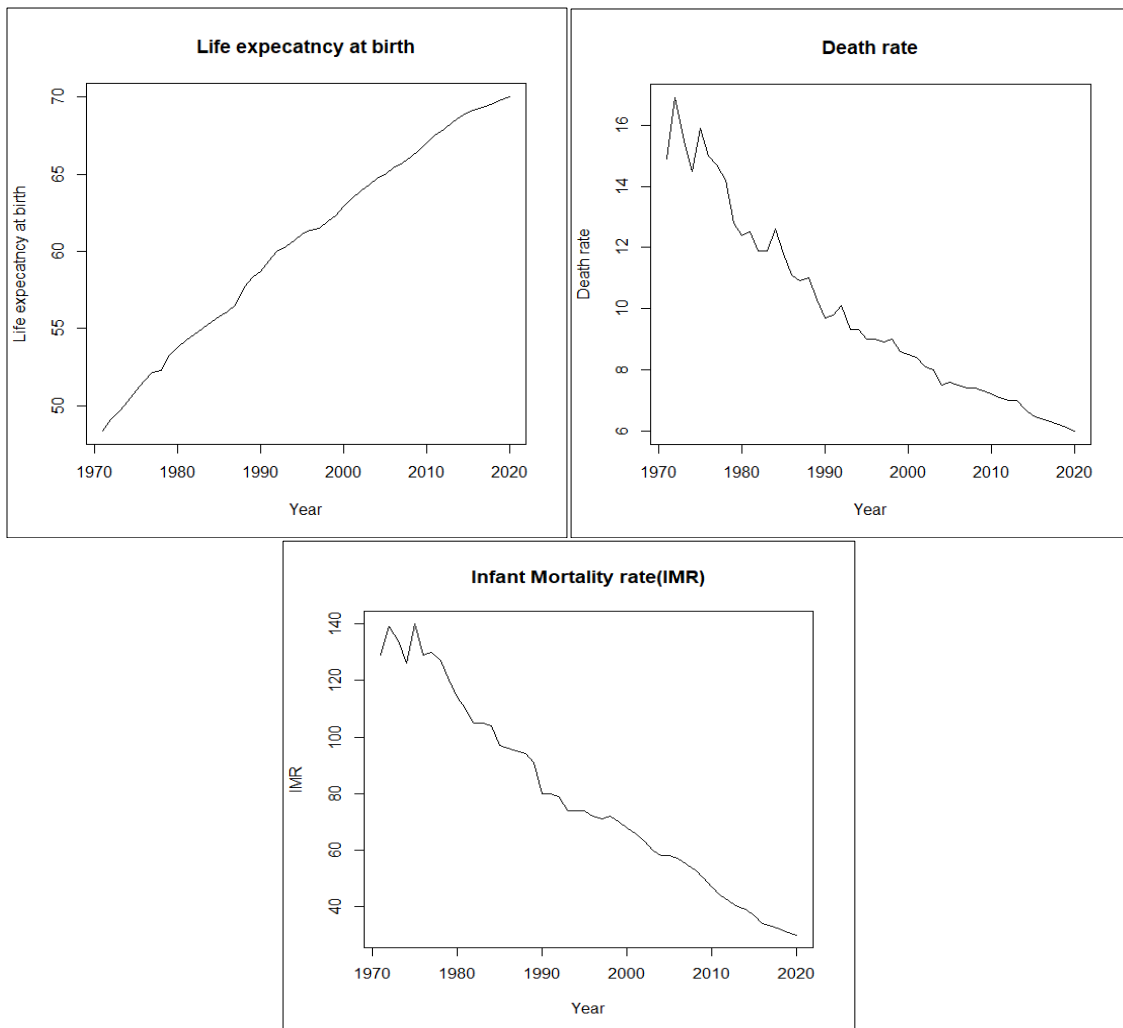 Life expecatncy at birth
Life expecatncy at birth
70
65
60
55
50
1970 1980 1990 2000 2010 2020
Year
Death rate
Death rate
16
14
12
10
8
6
1970 1980 1990 2000 2010 2020
Year
Infant Mortality rate(IMR)
IMR
140
120
100
80
60
40
1970 1980 1990 2000 2010 2020
Year